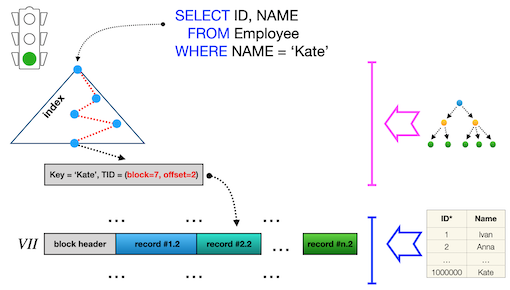 SELECT ID, NAME
FROM Employee
WHERE NAME = ‘Kate’
index
Key = ‘Kate’, TID = (block=7, offset=2)
... ... ...
VII block header record #1.2 record #2.2 ... record #n.2
... ... ...
ID* Name
1 Ivan
2 Anna
... ...
1000000 Kate